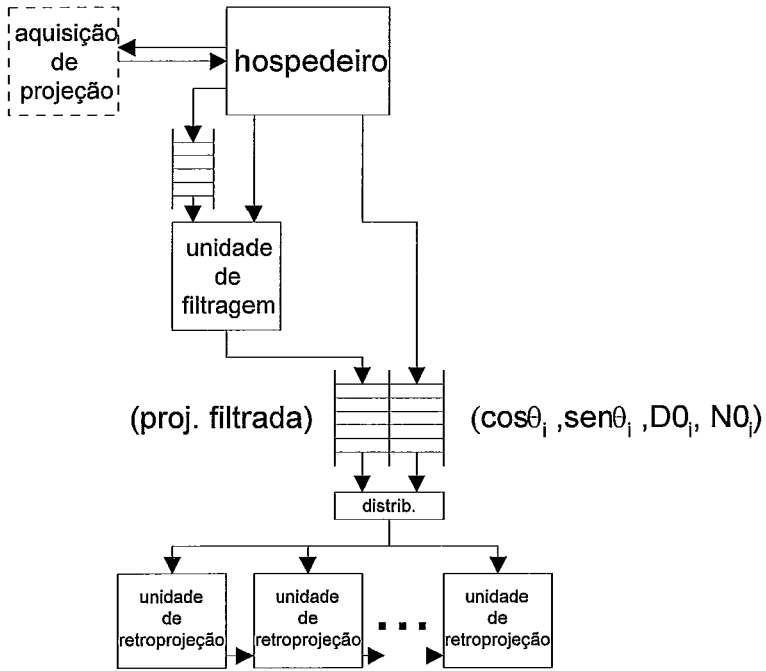 aquisição
de
projeção
hospedeiro
unidade
de
filtragem
(proj. filtrada)
(cosθi ,senθi ,D0i, N0i)
distrib.
unidade
de
retroprojeção
unidade
de
retroprojeção
...
unidade
de
retroprojeção